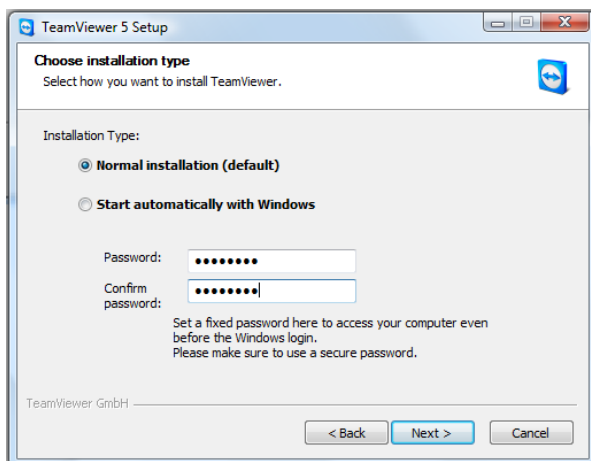 TeamViewer 5 Setup
Choose installation type
Select how you want to install TeamViewer.
Installation Type:
Normal installation (default)
Start automatically with Windows
Password: ••••••••
Confirm
password: ••••••••
Set a fixed password here to access your computer even
before the Windows login.
Please make sure to use a secure password.
TeamViewer GmbH
< Back Next > Cancel